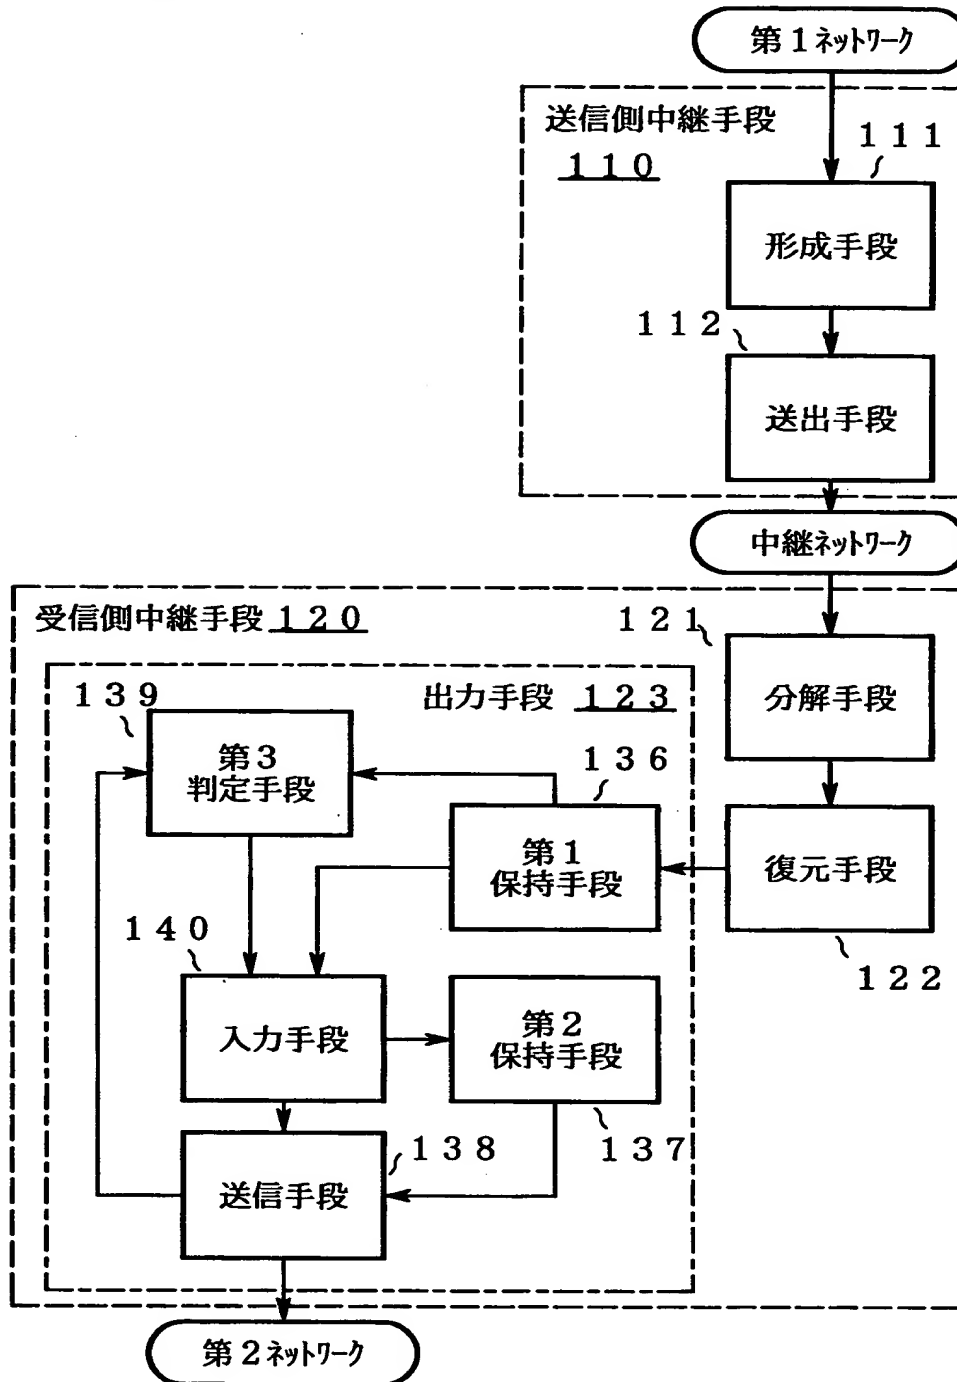 第1ネットワーク
送信側中継手段
110
111
形成手段
112
送出手段
中継ネットワーク
受信側中継手段 120
121
分解手段
出力手段 123
139
第3
判定手段
136
第1
保持手段
復元手段
122
140
入力手段
第2
保持手段
137
138
送信手段
第2ネットワーク